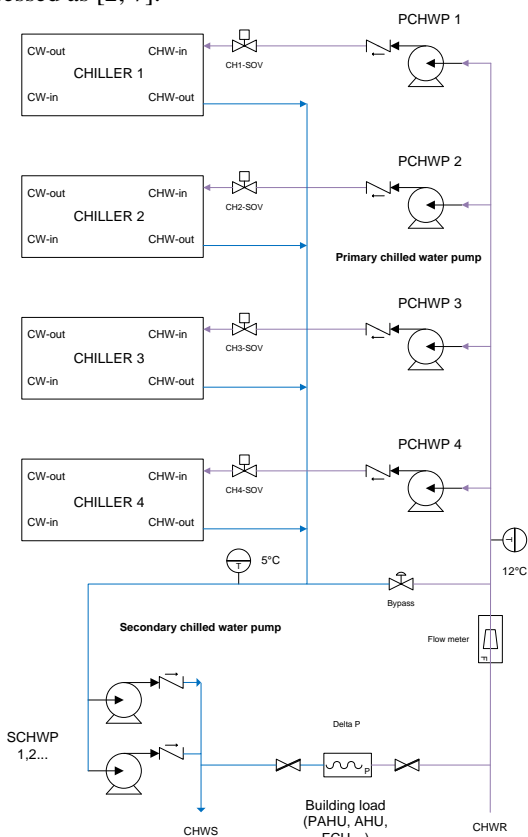 essed as [2, 7].
PCHWP 1
CW-out CHW-in
CHILLER 1
CW-in CHW-out
CH1-SOV
PCHWP 2
CW-out CHW-in
CHILLER 2
CW-in CHW-out
CH2-SOV
Primary chilled water pump
PCHWP 3
CW-out CHW-in
CHILLER 3
CW-in CHW-out
CH3-SOV
PCHWP 4
CW-out CHW-in
CHILLER 4
CW-in CHW-out
CH4-SOV
T
5°C
T
12°C
Bypass
Secondary chilled water pump
Flow meter
F
SCHWP
1,2...
Delta P
P
Building load
(PAHU, AHU,
CHWS
CHWR